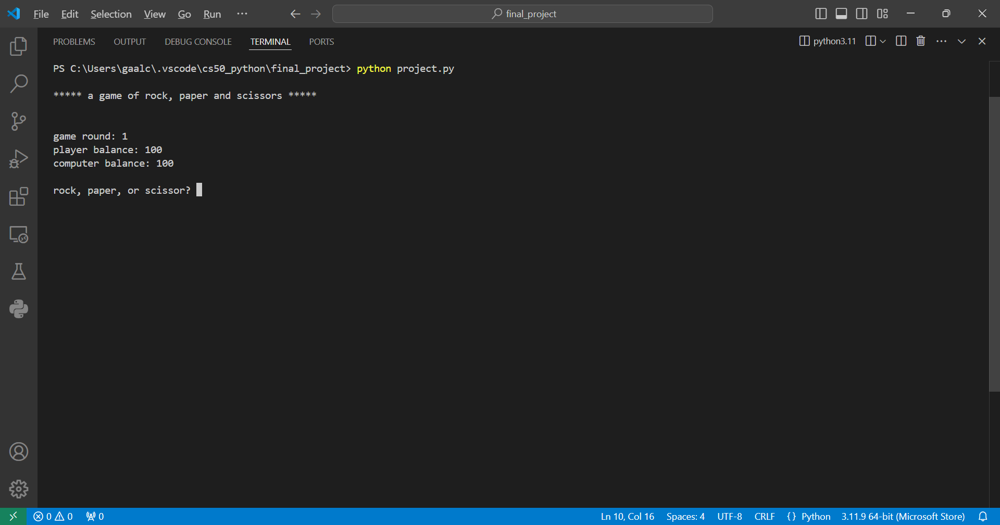 File Edit Selection View Go Run ··· final_project
PROBLEMS OUTPUT DEBUG CONSOLE TERMINAL PORTS python3.11
PS C:\Users\gaalc\.vscode\cs50_python\final_project> python project.py
***** a game of rock, paper and scissors *****
game round: 1
player balance: 100
computer balance: 100
rock, paper, or scissor?
0 0 0 Ln 10, Col 16 Spaces: 4 UTF-8 CRLF {} Python 3.11.9 64-bit (Microsoft Store)